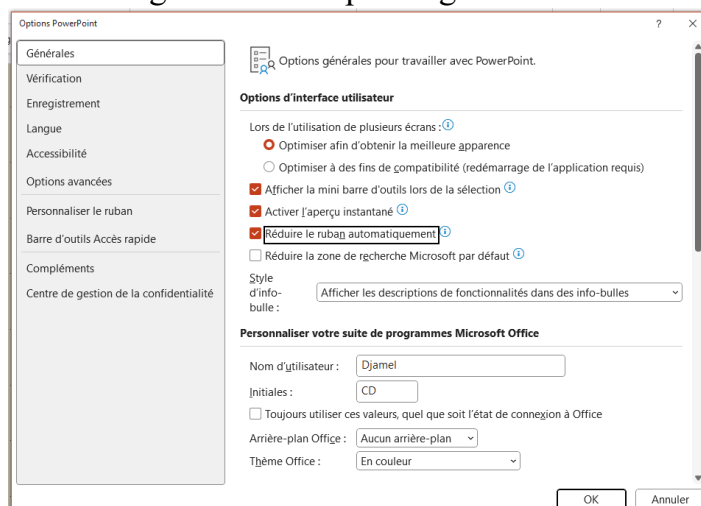 Options PowerPoint
Générales
Vérification
Enregistrement
Langue
Accessibilité
Options avancées
Personnaliser le ruban
Barre d'outils Accès rapide
Compléments
Centre de gestion de la confidentialité
Options générales pour travailler avec PowerPoint.
Options d'interface utilisateur
Lors de l'utilisation de plusieurs écrans :
Optimiser afin d'obtenir la meilleure apparence
Optimiser à des fins de compatibilité (redémarrage de l'application requis)
Afficher la mini barre d'outils lors de la sélection
Activer l'aperçu instantané
Réduire le ruban automatiquement
Réduire la zone de recherche Microsoft par défaut
Style
d'info-
bulle :
Afficher les descriptions de fonctionnalités dans des info-bulles
Personnaliser votre suite de programmes Microsoft Office
Nom d'utilisateur : Djamel
Initiales : CD
Toujours utiliser ces valeurs, quel que soit l'état de connexion à Office
Arrière-plan Office : Aucun arrière-plan
Thème Office : En couleur
OK Annuler